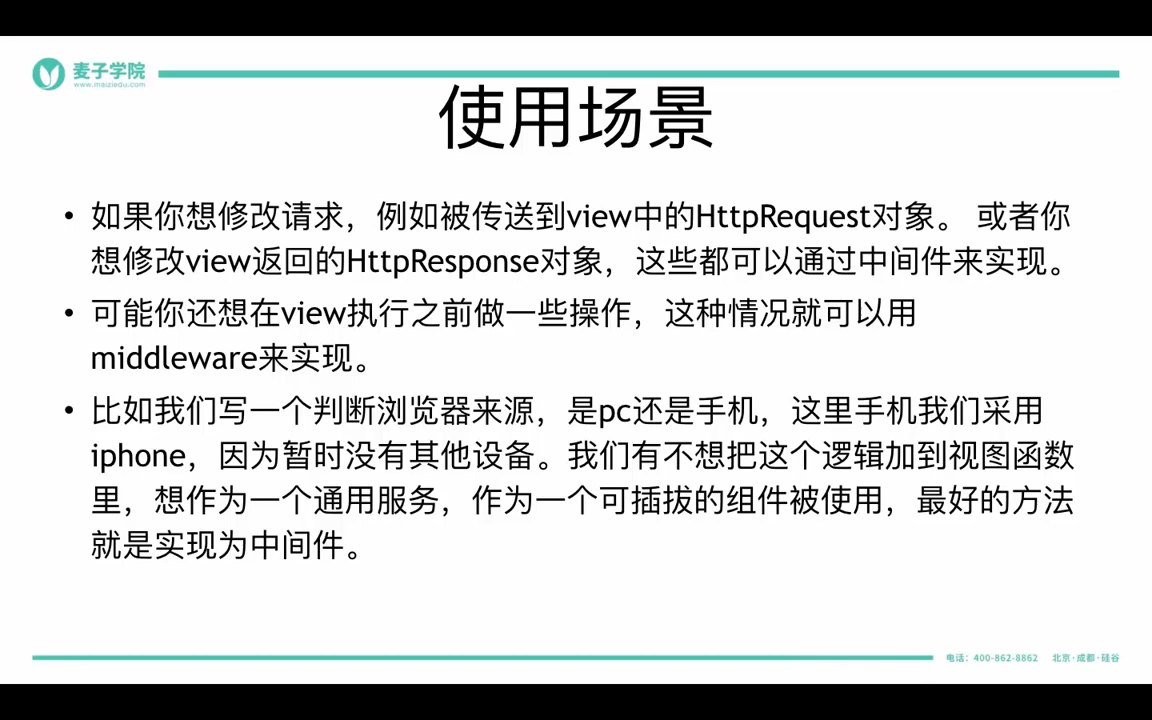 麦子学院
www.maiziedu.com
使用场景
• 如果你想修改请求，例如被传送到view中的HttpRequest对象。 或者你
想修改view返回的HttpResponse对象，这些都可以通过中间件来实现。
• 可能你还想在view执行之前做一些操作，这种情况就可以用
middleware来实现。
• 比如我们写一个判断浏览器来源，是pc还是手机，这里手机我们采用
iphone，因为暂时没有其他设备。我们有不想把这个逻辑加到视图函数
里，想作为一个通用服务，作为一个可插拔的组件被使用，最好的方法
就是实现为中间件。
电话：400-862-8862 北京·成都·硅谷